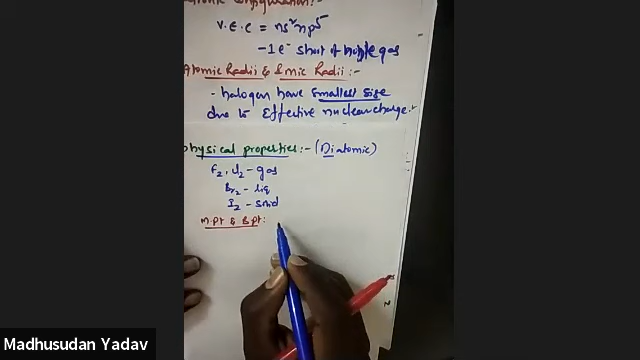 V.E.C = ns²np⁵
-1e⁻ short of noble gas
Atomic Radii & Ionic Radii :-
- halogen have smallest size
due to Effective nuclear charge.
physical properties :- (Diatomic)
F₂, Cl₂ - gas
Br₂ - liq
I₂ - solid
M.Pt & B.Pt :
Madhusudan Yadav